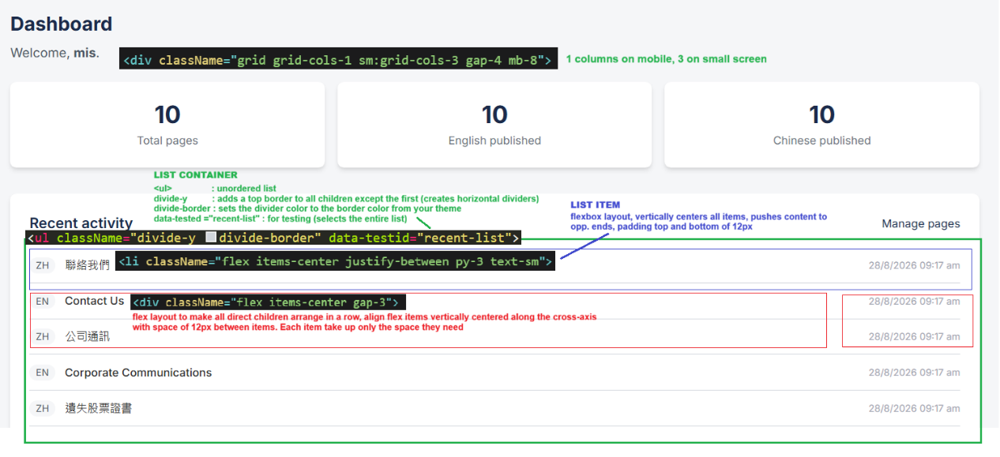 Dashboard
Welcome, mis.
<div className="grid grid-cols-1 sm:grid-cols-3 gap-4 mb-8">
1 columns on mobile, 3 on small screen
10
Total pages
10
English published
10
Chinese published
LIST CONTAINER
<ul> : unordered list
divide-y : adds a top border to all children except the first (creates horizontal dividers)
divide-border : sets the divider color to the border color from your theme
data-tested ="recent-list" : for testing (selects the entire list)
LIST ITEM
flexbox layout, vertically centers all items, pushes content to
opp. ends, padding top and bottom of 12px
Recent activity
Manage pages
<ul className="divide-y divide-border" data-testid="recent-list">
ZH 聯絡我們 <li className="flex items-center justify-between py-3 text-sm"> 28/8/2026 09:17 am
EN Contact Us <div className="flex items-center gap-3"> 28/8/2026 09:17 am
flex layout to make all direct children arrange in a row, align flex items vertically centered along the cross-axis
with space of 12px between items. Each item take up only the space they need
ZH 公司通訊 28/8/2026 09:17 am
EN Corporate Communications 28/8/2026 09:17 am
ZH 遺失股票證書 28/8/2026 09:17 am